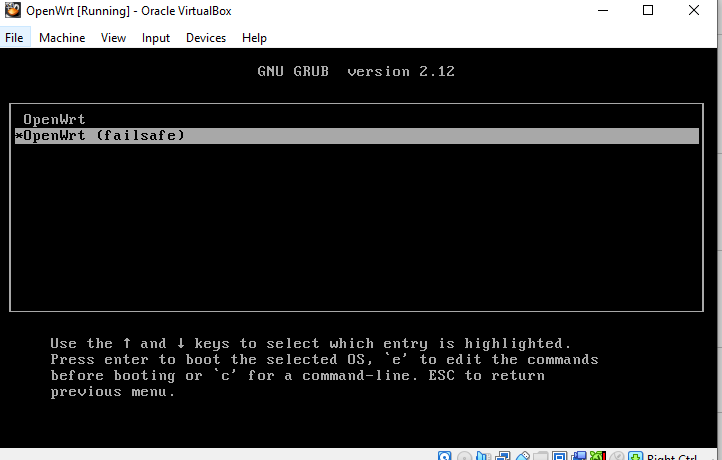 OpenWrt [Running] - Oracle VirtualBox
File Machine View Input Devices Help
GNU GRUB version 2.12
OpenWrt
*OpenWrt (failsafe)
Use the ↑ and ↓ keys to select which entry is highlighted.
Press enter to boot the selected OS, `e' to edit the commands
before booting or `c' for a command-line. ESC to return
previous menu.
Right Ctrl